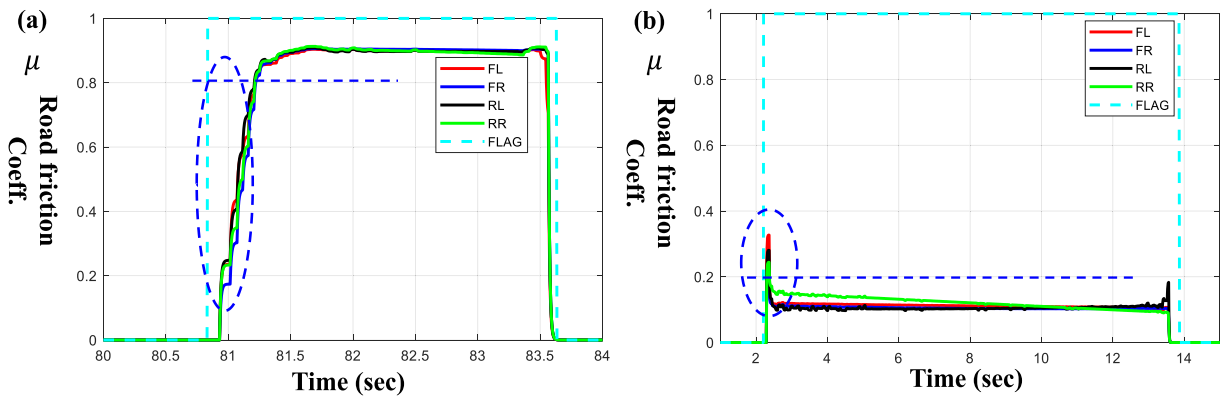 (a)
μ
Road friction
Coeff.
1
0.8
0.6
0.4
0.2
0
80
80.5
81
81.5
82
82.5
83
83.5
84
Time (sec)
FL
FR
RL
RR
FLAG
(b)
μ
Road friction
Coeff.
1
0.8
0.6
0.4
0.2
0
2
4
6
8
10
12
14
Time (sec)
FL
FR
RL
RR
FLAG